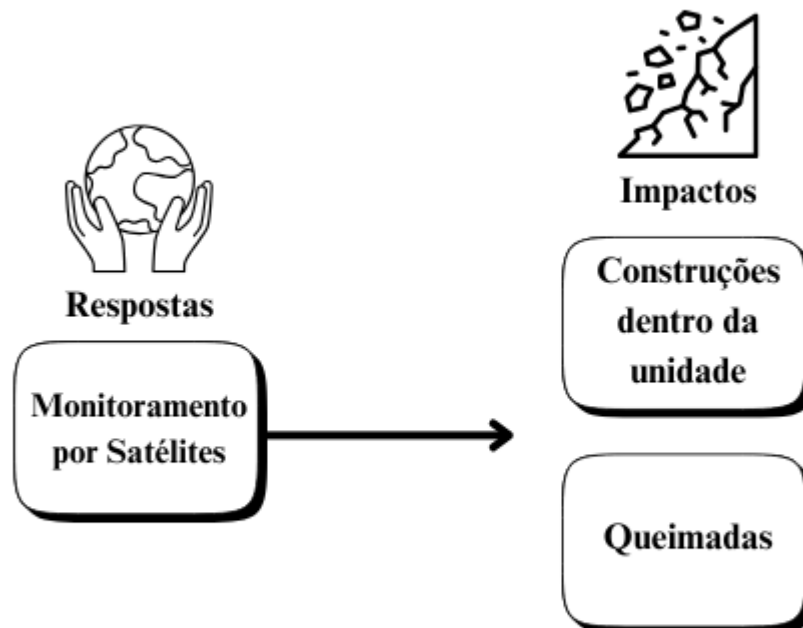 Impactos
Respostas
Construções
dentro da
unidade
Monitoramento
por Satélites
Queimadas